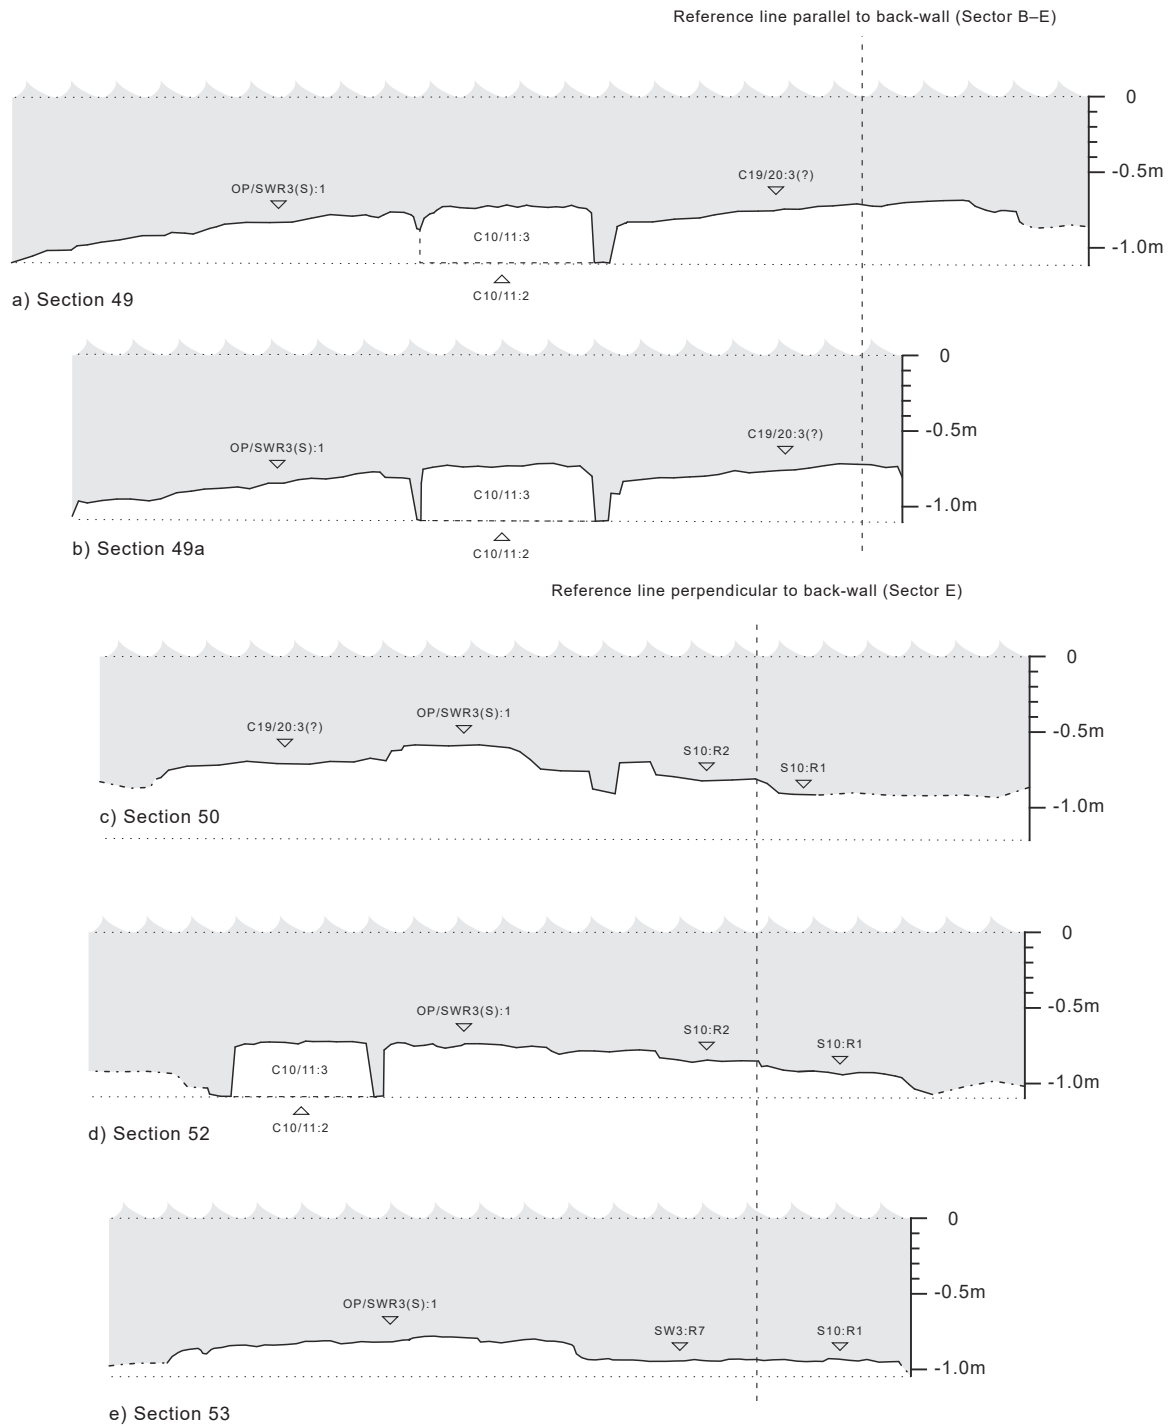 Reference line parallel to back-wall (Sector B–E)
0
-0.5m
C19/20:3(?)
OP/SWR3(S):1
C10/11:3
-1.0m
C10/11:2
a) Section 49
0
-0.5m
C19/20:3(?)
OP/SWR3(S):1
C10/11:3
-1.0m
C10/11:2
b) Section 49a
Reference line perpendicular to back-wall (Sector E)
0
OP/SWR3(S):1
C19/20:3(?)
-0.5m
S10:R2
S10:R1
-1.0m
c) Section 50
0
-0.5m
OP/SWR3(S):1
S10:R2
S10:R1
C10/11:3
-1.0m
C10/11:2
d) Section 52
0
-0.5m
OP/SWR3(S):1
SW3:R7
S10:R1
-1.0m
e) Section 53